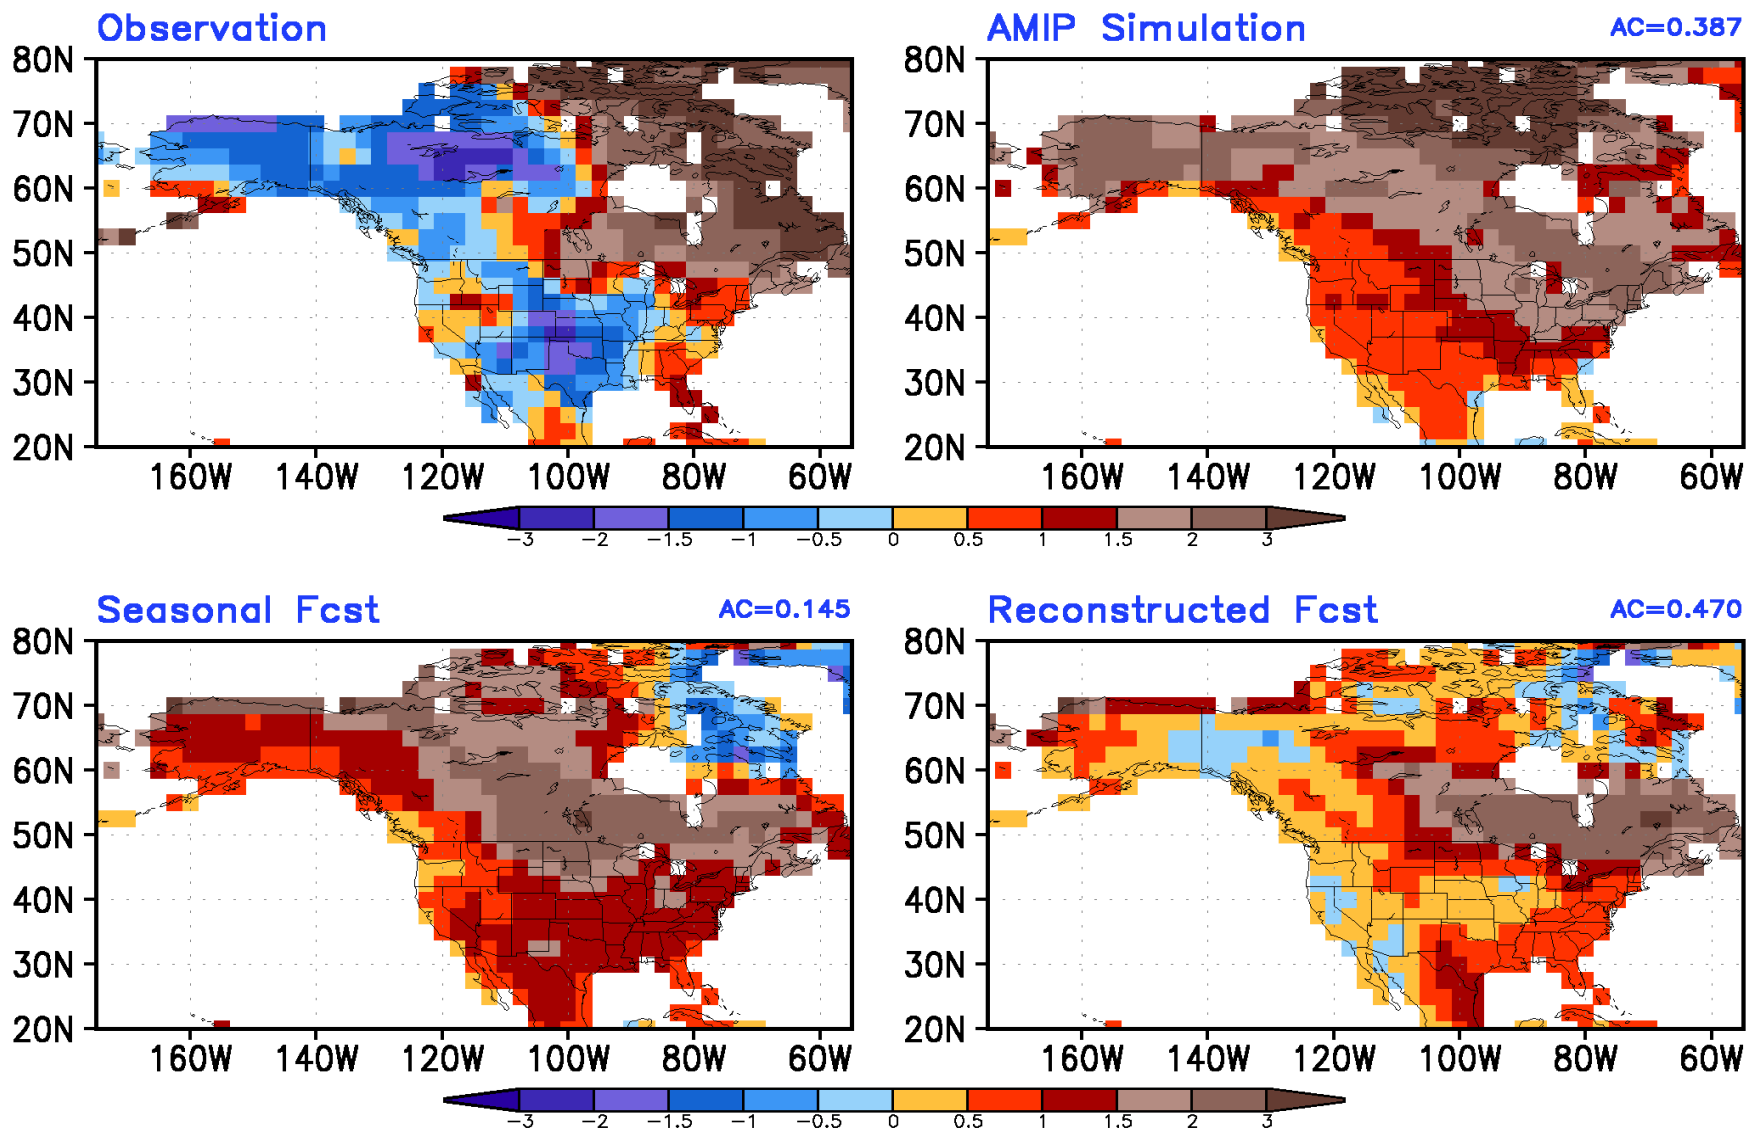 Observation
AMIP Simulation AC=0.387
80N 80N
70N 70N
60N 60N
50N 50N
40N 40N
30N 30N
20N 20N
160W 140W 120W 100W 80W 60W 160W 140W 120W 100W 80W 60W
-3 -2 -1.5 -1 -0.5 0 0.5 1 1.5 2 3
Seasonal Fcst AC=0.145
Reconstructed Fcst AC=0.470
80N 80N
70N 70N
60N 60N
50N 50N
40N 40N
30N 30N
20N 20N
160W 140W 120W 100W 80W 60W 160W 140W 120W 100W 80W 60W
-3 -2 -1.5 -1 -0.5 0 0.5 1 1.5 2 3